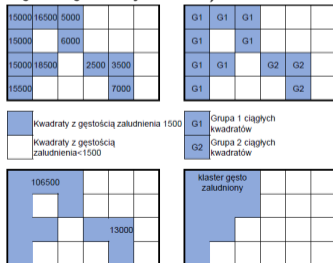 15000 16500 5000
15000 6000
15000 18500 2500 3500
15500 7000
G1 G1 G1
G1 G1
G1 G1 G2 G2
G1 G2
Kwadraty z gęstością zaludnienia 1500
Kwadraty z gęstością
zaludnienia<1500
G1 Grupa 1 ciągłych
kwadratów
G2 Grupa 2 ciągłych
kwadratów
106500
13000
klaster gęsto
zaludniony